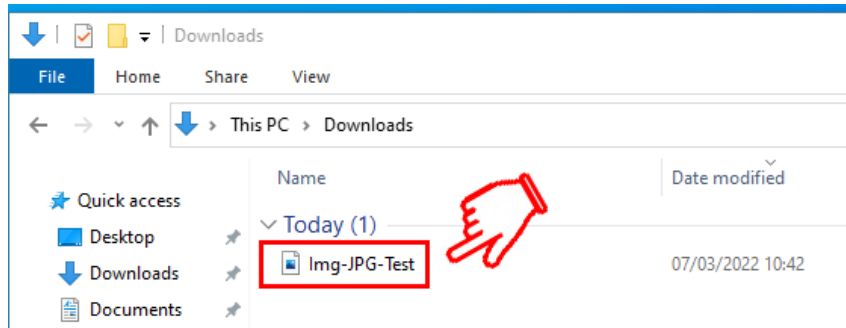 Downloads
File Home Share View
This PC > Downloads
Name Date modified
Quick access
Today (1)
Desktop
Img-JPG-Test 07/03/2022 10:42
Downloads
Documents